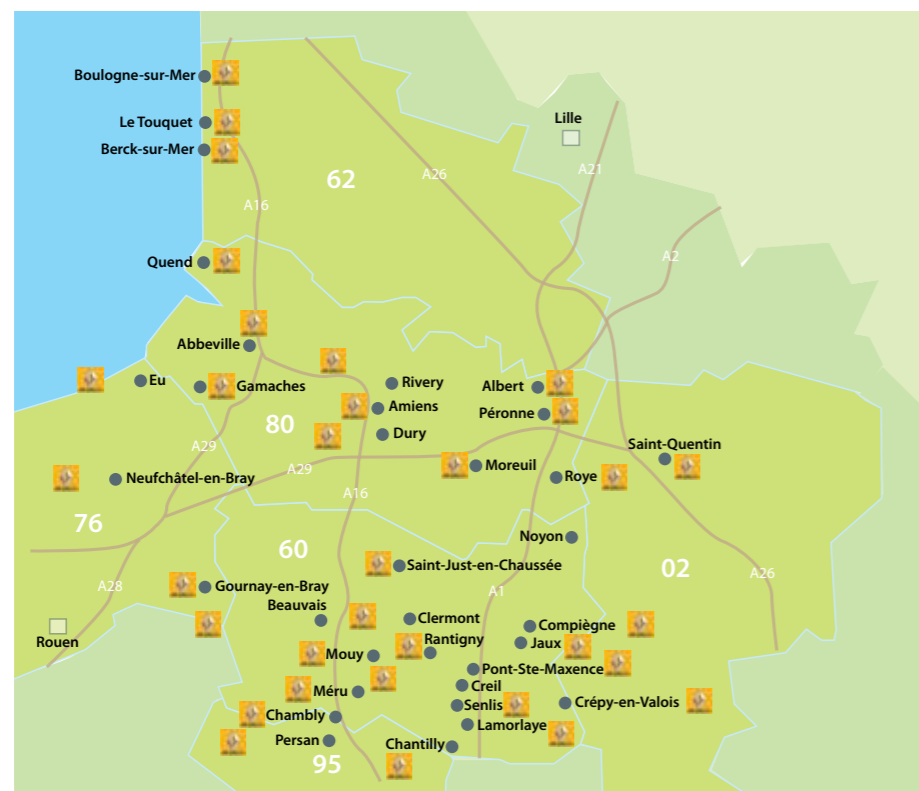 Boulogne-sur-Mer
Le Touquet
Lille
Berck-sur-Mer
A26
A21
62
A16
A2
Quend
Abbeville
Eu
Gamaches
Rivery
Albert
Amiens
Péronne
80
Dury
Saint-Quentin
A29
Moreuil
A29
Neufchâtel-en-Bray
Roye
A16
76
Noyon
60
Saint-Just-en-Chaussée
02
A26
A28
Gournay-en-Bray
A1
Beauvais
Clermont
Compiègne
Rouen
Rantigny
Jaux
Mouy
Pont-Ste-Maxence
Creil
Méru
Senlis
Crépy-en-Valois
Chambly
Lamorlaye
Persan
Chantilly
95